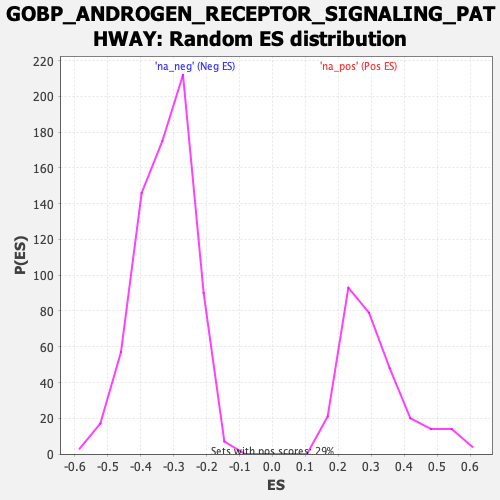 GOBP_ANDROGEN_RECEPTOR_SIGNALING_PAT
HWAY: Random ES distribution
'na_neg' (Neg ES) 'na_pos' (Pos ES)
220
200
180
160
140
120
100
80
60
40
20
0
P(ES)
Sets with pos scores: 29%
-0.6 -0.5 -0.4 -0.3 -0.2 -0.1 0.0 0.1 0.2 0.3 0.4 0.5 0.6
ES